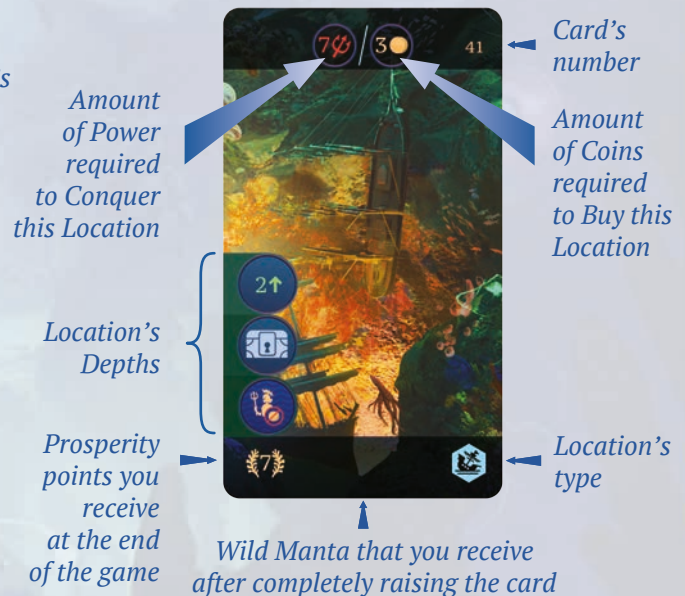 7 / 3 41
Card's
number
's
Amount
of Power
required
to Conquer
this Location
Amount
of Coins
required
to Buy this
Location
2↑
Location's
Depths
Prosperity
points you
receive
at the end
of the game
7
Location's
type
Wild Manta that you receive
after completely raising the card